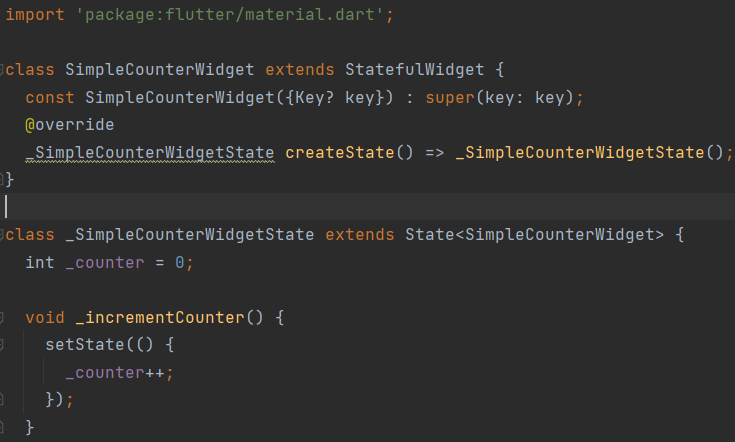 import 'package:flutter/material.dart';
class SimpleCounterWidget extends StatefulWidget {
  const SimpleCounterWidget({Key? key}) : super(key: key);
  @override
  _SimpleCounterWidgetState createState() => _SimpleCounterWidgetState();
}
class _SimpleCounterWidgetState extends State<SimpleCounterWidget> {
  int _counter = 0;
  void _incrementCounter() {
    setState(() {
      _counter++;
    });
  }